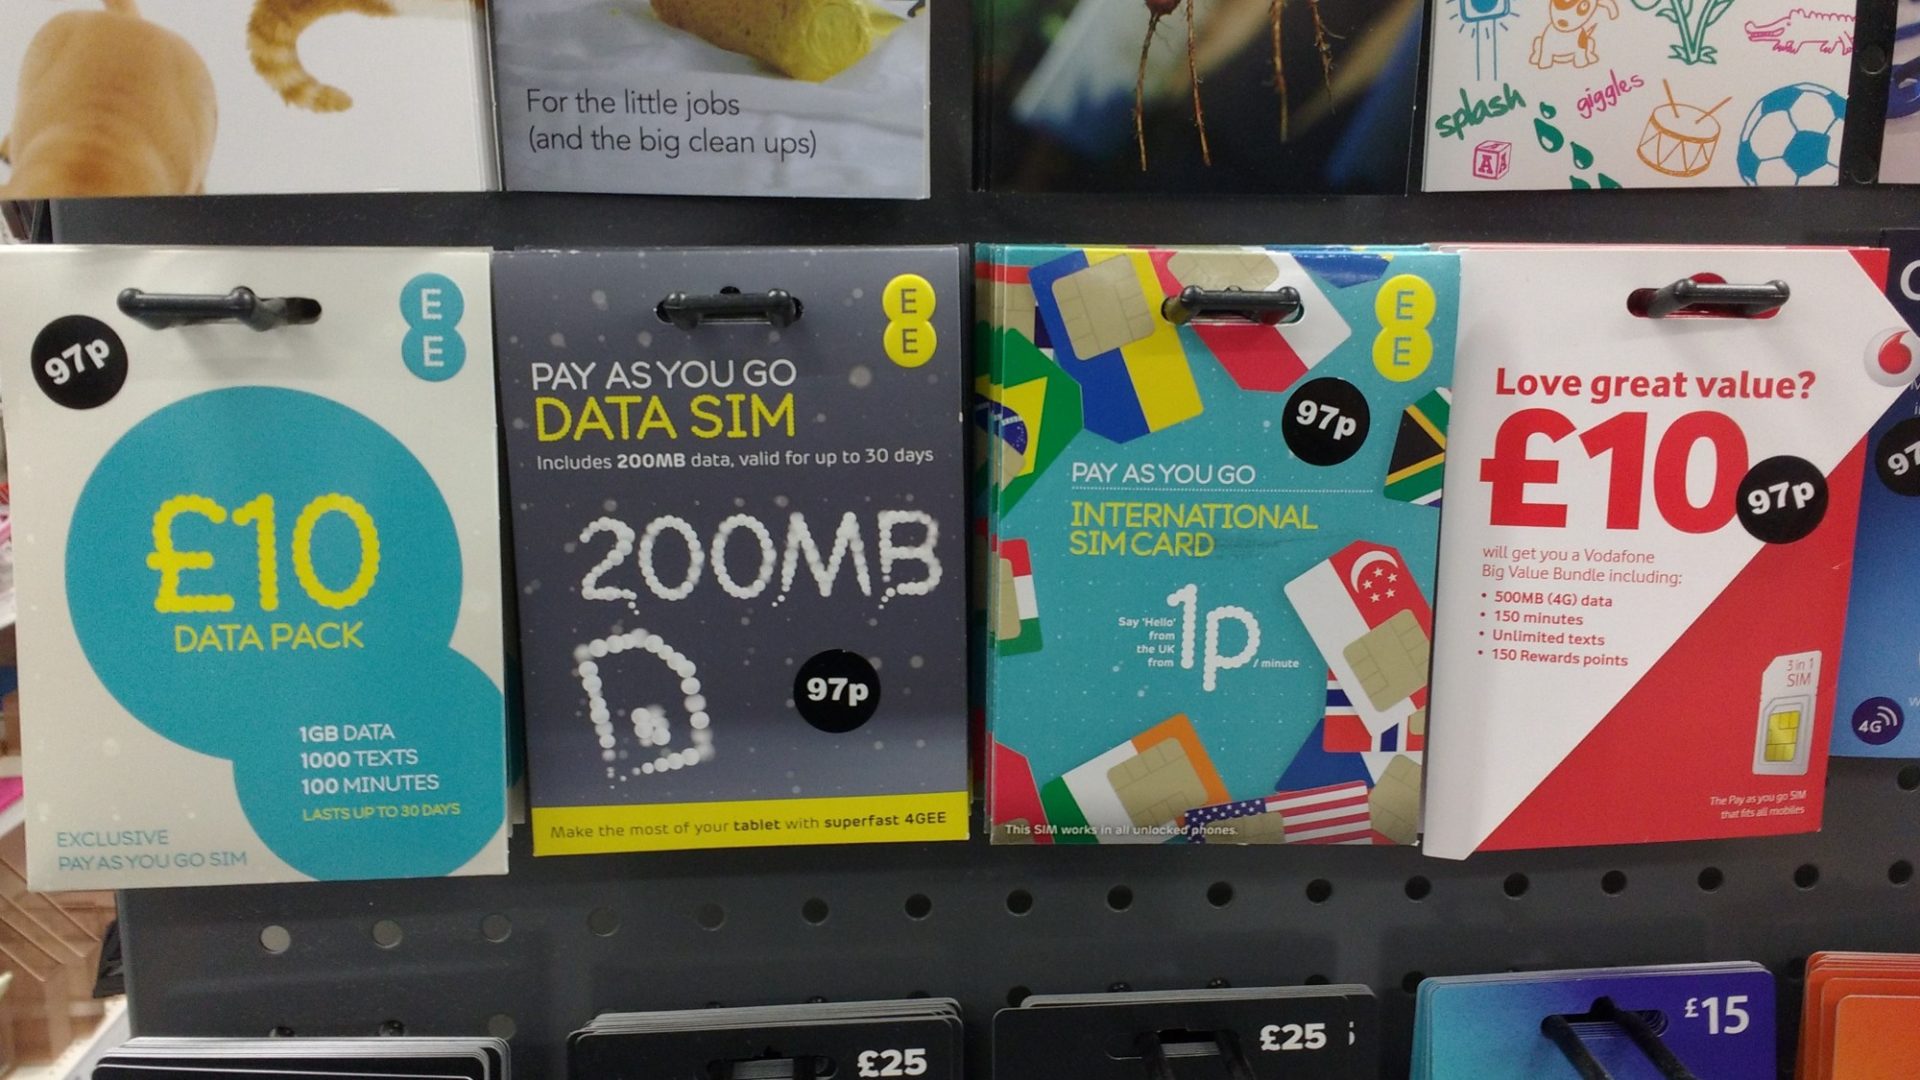 For the little jobs
(and the big clean ups)
splash
giggles
A
97p
E
E
£10
DATA PACK
1GB DATA
1000 TEXTS
100 MINUTES
LASTS UP TO 30 DAYS
EXCLUSIVE
PAY AS YOU GO SIM
E
E
PAY AS YOU GO
DATA SIM
Includes 200MB data, valid for up to 30 days
200MB
97p
Make the most of your tablet with superfast 4GEE
E
E
97p
PAY AS YOU GO
INTERNATIONAL
SIM CARD
Say 'Hello'
from
the UK
from
1p
/ minute
This SIM works in all unlocked phones.
Love great value?
£10
97p
will get you a Vodafone
Big Value Bundle including:
• 500MB (4G) data
• 150 minutes
• Unlimited texts
• 150 Rewards points
3 in 1
SIM
The Pay as you go SIM
that fits all mobiles
97
4G
£25
£25
£15